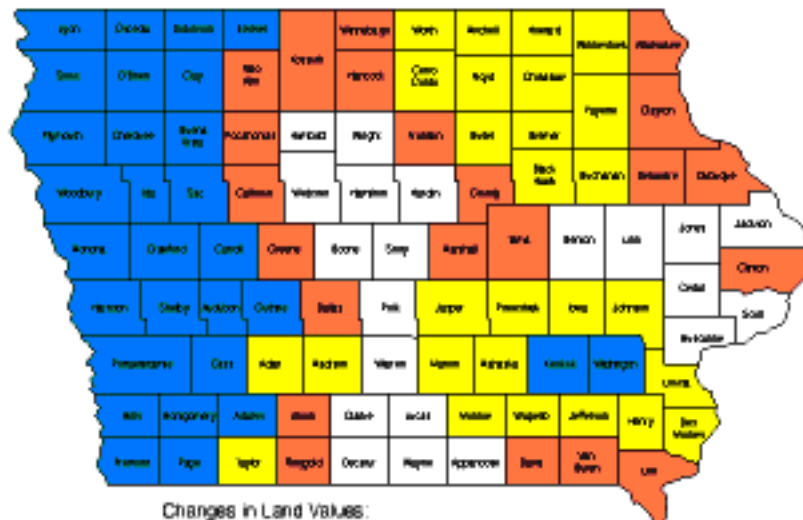 Lyon Osceola Dickinson Emmet Winnebago Worth Mitchell Howard
Winneshiek Allamakee
Kossuth
Sioux O'Brien Clay Palo Alto Hancock Cerro Gordo Floyd Chickasaw
Fayette Clayton
Plymouth Cherokee Buena Vista Pocahontas Humboldt Wright Franklin Butler Bremer
Woodbury Ida Sac Calhoun Webster Hamilton Hardin Grundy Black Hawk Buchanan Delaware Dubuque
Monona Crawford Carroll Greene Boone Story Marshall Tama Benton Linn Jones Jackson
Clinton
Cedar
Harrison Shelby Audubon Guthrie Dallas Polk Jasper Poweshiek Iowa Johnson Scott
Muscatine
Pottawattamie Cass Adair Madison Warren Marion Mahaska Keokuk Washington
Louisa
Mills Montgomery Adams Union Clarke Lucas Monroe Wapello Jefferson Henry Des Moines
Fremont Page Taylor Ringgold Decatur Wayne Appanoose Davis Van Buren Lee
Changes in Land Values: